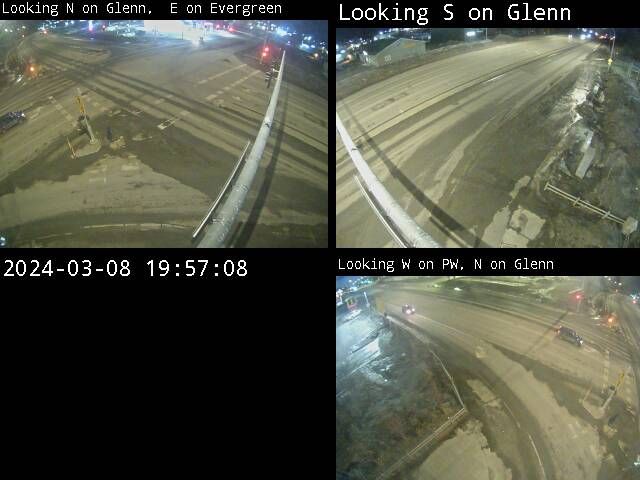 Looking N on Glenn,  E on Evergreen
Looking S on Glenn
2024-03-08 19:57:08
Looking W on PW, N on Glenn